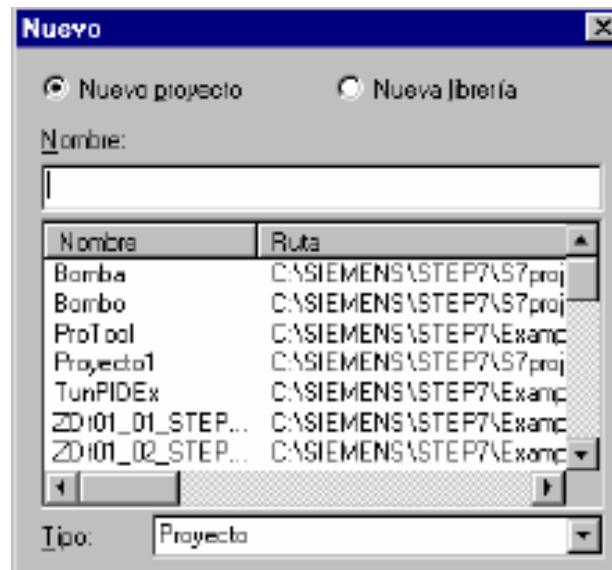 Nuevo
Nuevo proyecto Nueva librería
Nombre:
Nombre Ruta
Bomba C:\SIEMENS\STEP7\S7proj
Bombo C:\SIEMENS\STEP7\S7proj
ProTool C:\SIEMENS\STEP7\Examp
Proyecto1 C:\SIEMENS\STEP7\S7proj
TunPIDEx C:\SIEMENS\STEP7\Examp
ZDt01_01_STEP... C:\SIEMENS\STEP7\Examp
ZDt01_02_STEP... C:\SIEMENS\STEP7\Examp
Tipo: Proyecto